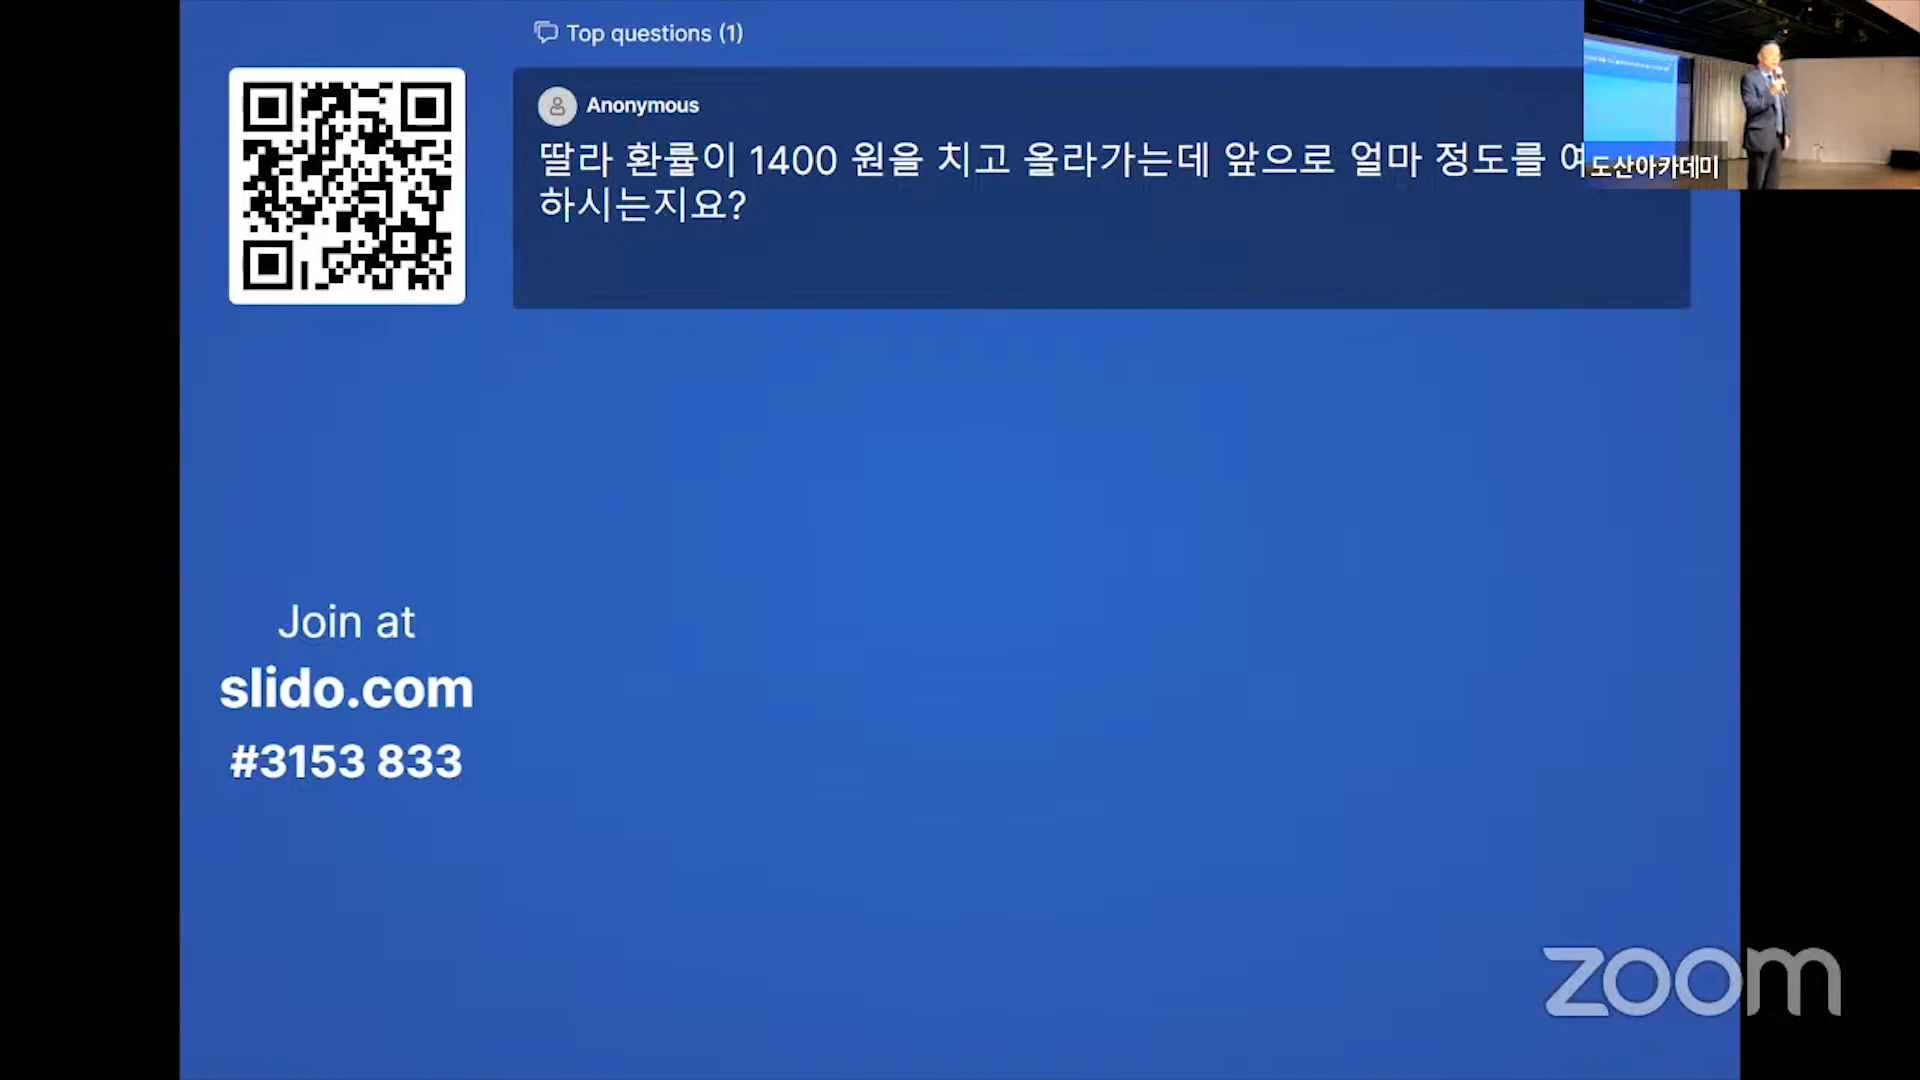 Top questions (1)
Anonymous
딸라 환률이 1400 원을 치고 올라가는데 앞으로 얼마 정도를
하시는지요?
도산아카데미
Join at
slido.com
#3153 833
zoom